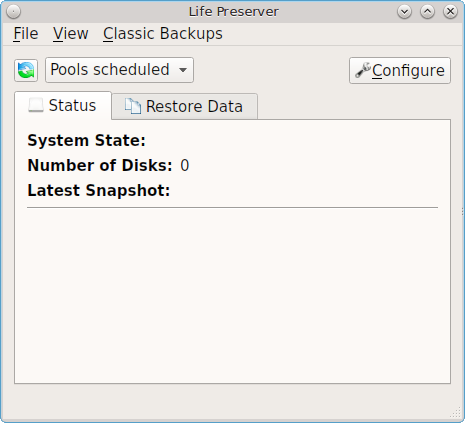 Life Preserver
File View Classic Backups
Pools scheduled Configure
Status Restore Data
System State:
Number of Disks: 0
Latest Snapshot: